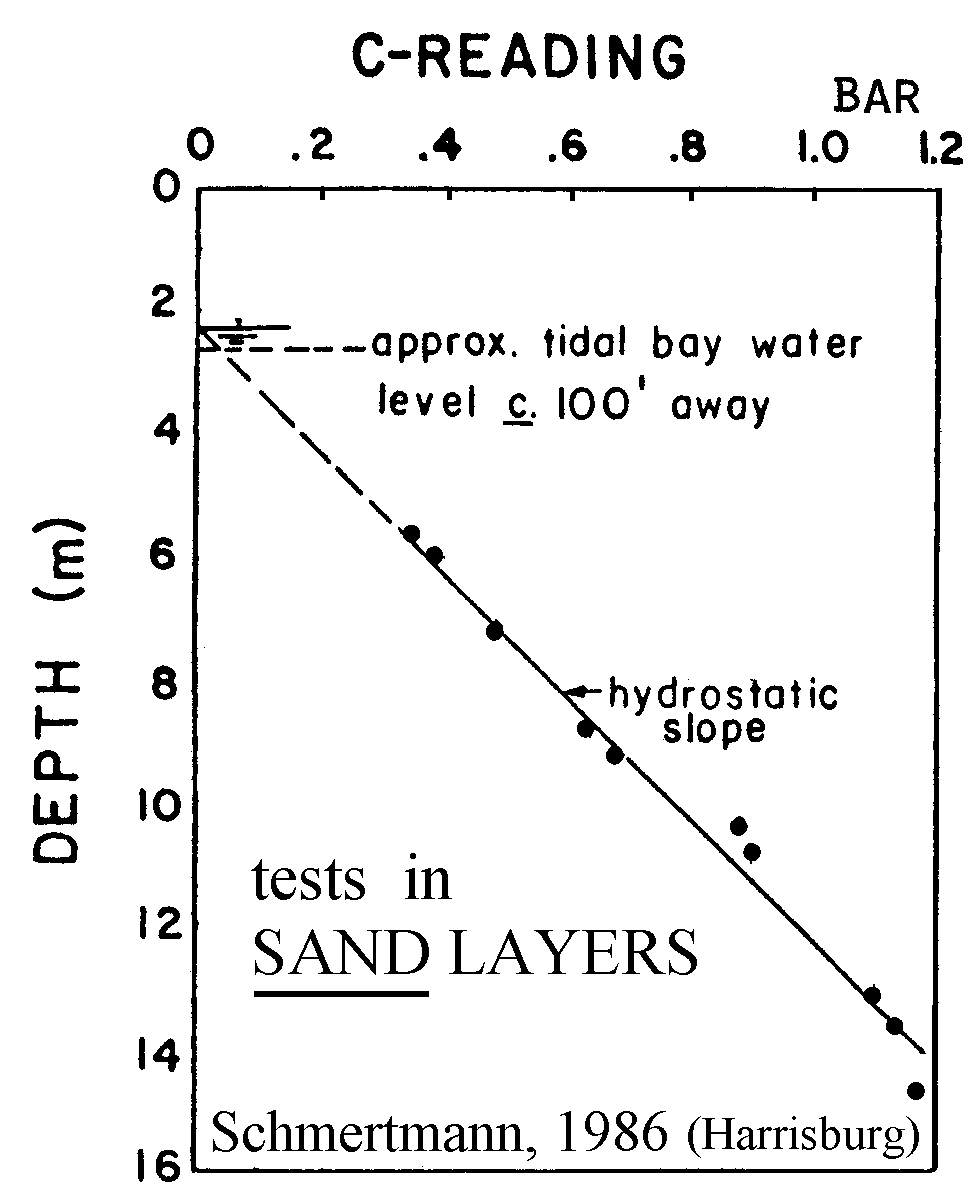 C-READING
BAR
0 .2 .4 .6 .8 1.0 1.2
0
2
approx. tidal bay water
level c. 100' away
4
6
8
hydrostatic
slope
DEPTH (m)
10
tests in
12
SAND LAYERS
14
Schmertmann, 1986 (Harrisburg)
16